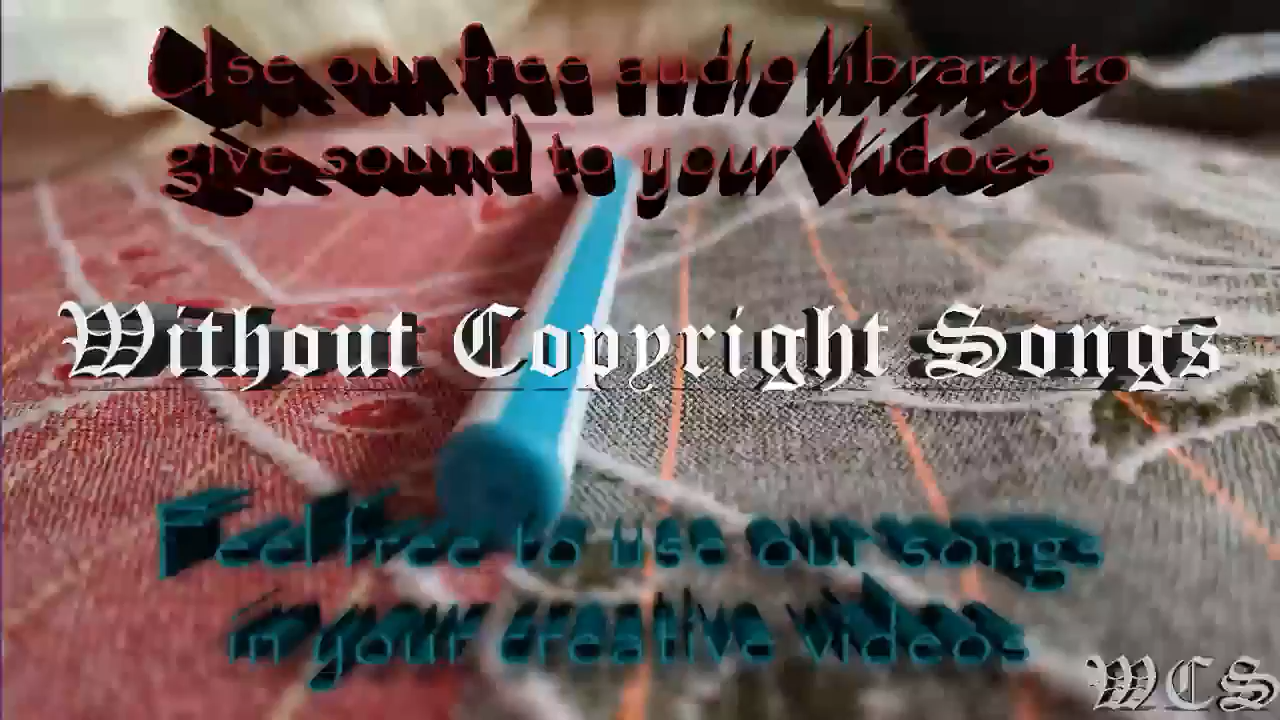 Use our free audio library to
give sound to your Vidoes
Without Copyright Songs
Feel free to use our songs
in your creative videos
WCS